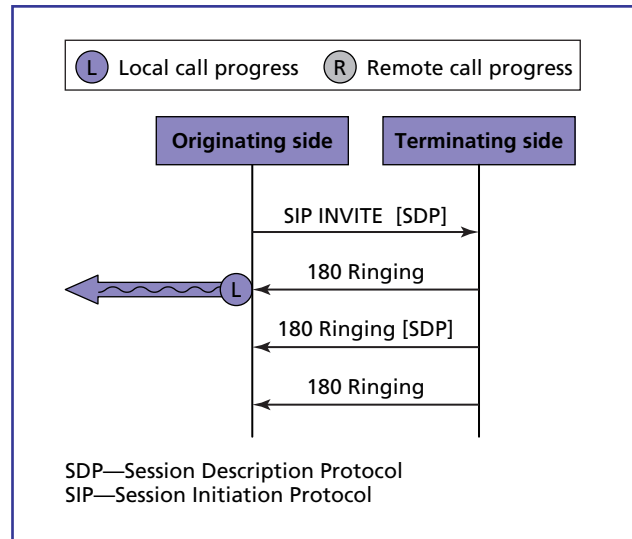 L Local call progress R Remote call progress
Originating side Terminating side
SIP INVITE [SDP]
180 Ringing
L
180 Ringing [SDP]
180 Ringing
SDP—Session Description Protocol
SIP—Session Initiation Protocol